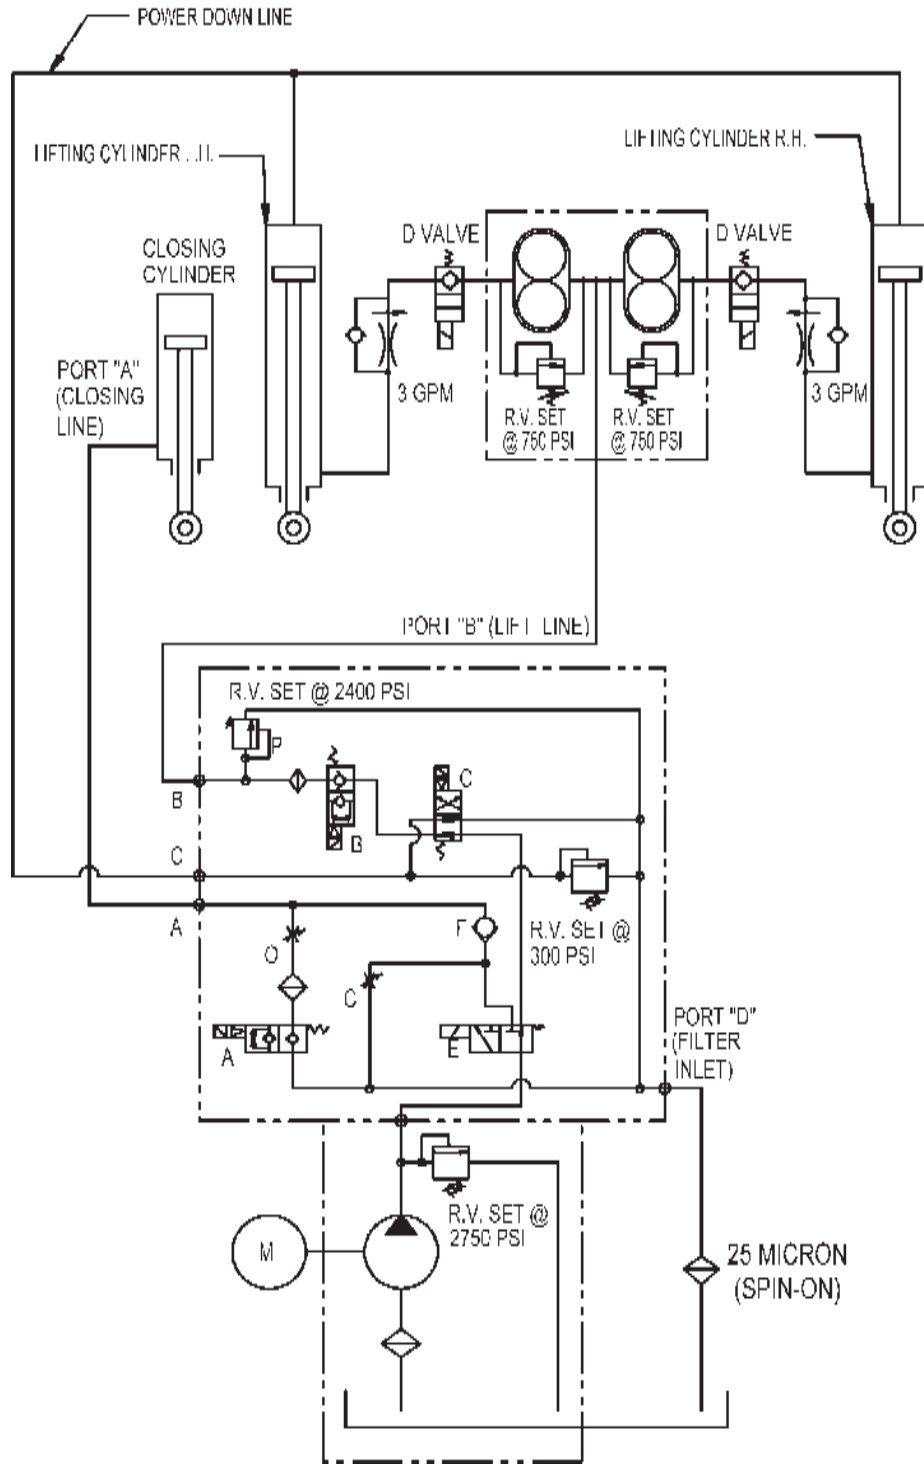 POWER DOWN LINE
LIFTING CYLINDER
LIFTING CYLINDER R.H.
D VALVE
D VALVE
CLOSING
CYLINDER
PORT "A"
(CLOSING
LINE)
3 GPM
3 GPM
R.V. SET
@ 750 PSI
R.V. SET
@ 750 PSI
PORT "B" (LIFT LINE)
R.V. SET @ 2400 PSI
P
C
B
B
C
A
F
R.V. SET @
300 PSI
O
C
A
E
PORT "D"
(FILTER
INLET)
R.V. SET @
2750 PSI
M
25 MICRON
(SPIN-ON)